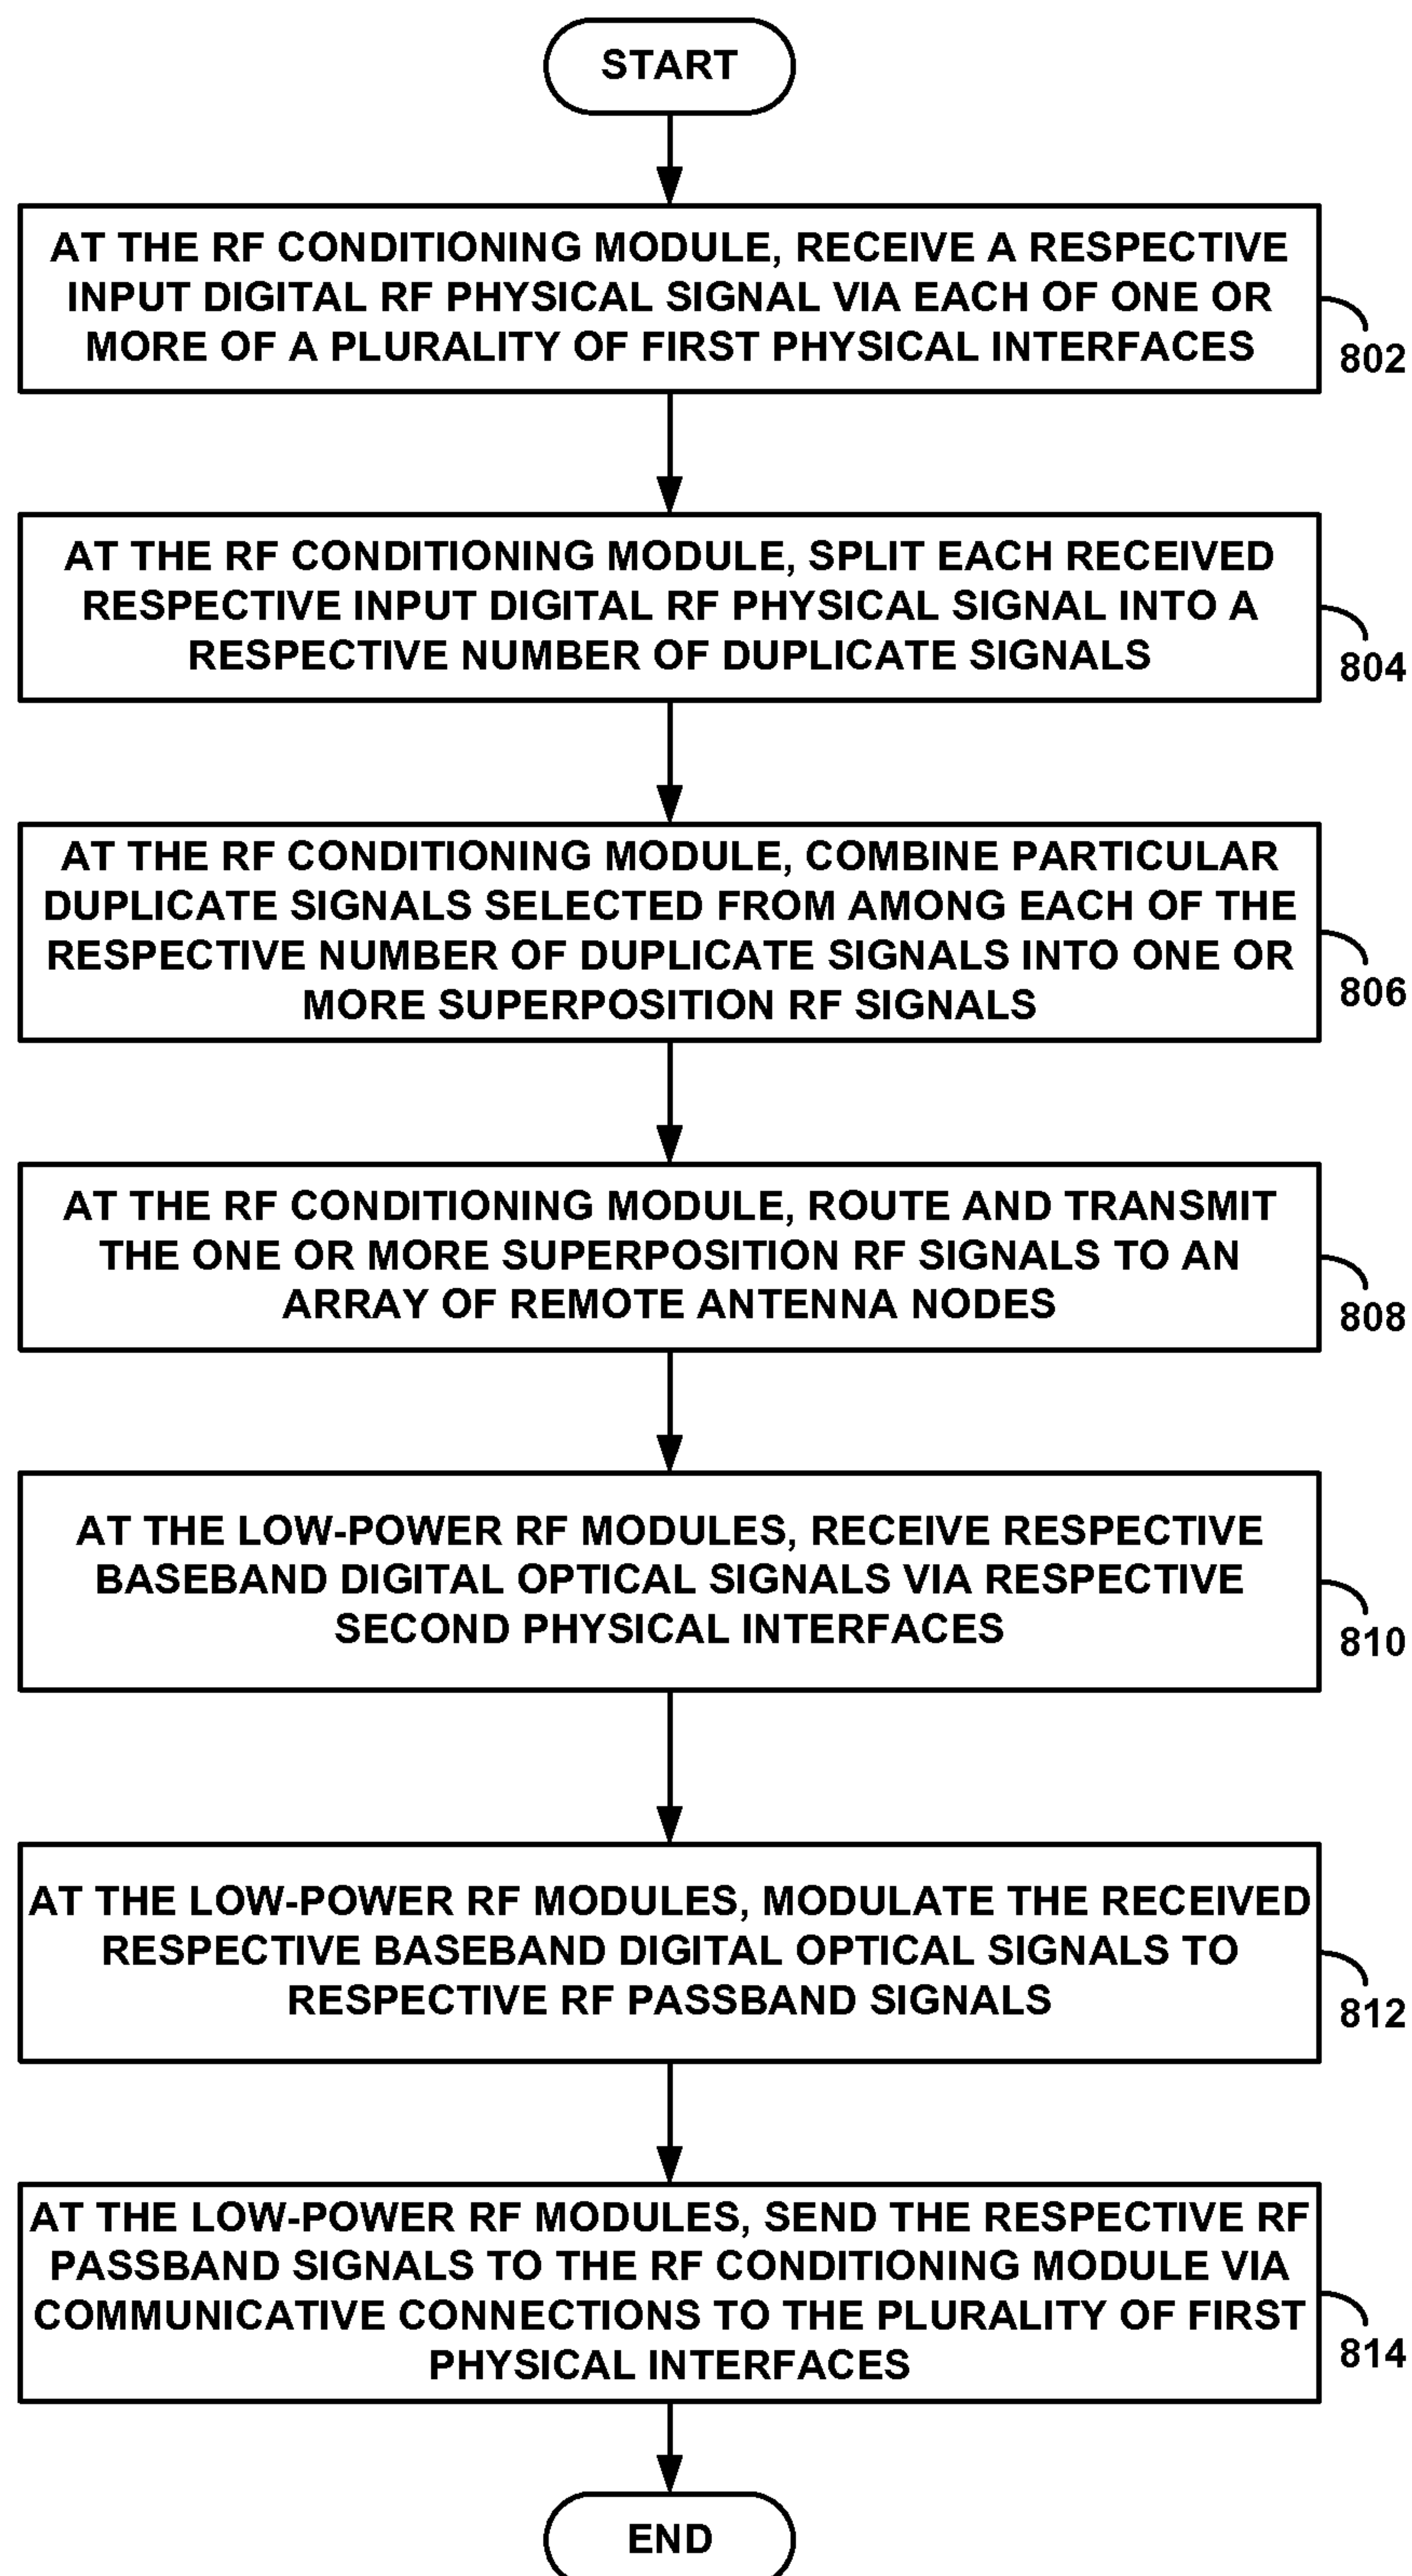 START
AT THE RF CONDITIONING MODULE, RECEIVE A RESPECTIVE
INPUT DIGITAL RF PHYSICAL SIGNAL VIA EACH OF ONE OR
MORE OF A PLURALITY OF FIRST PHYSICAL INTERFACES
802
AT THE RF CONDITIONING MODULE, SPLIT EACH RECEIVED
RESPECTIVE INPUT DIGITAL RF PHYSICAL SIGNAL INTO A
RESPECTIVE NUMBER OF DUPLICATE SIGNALS
804
AT THE RF CONDITIONING MODULE, COMBINE PARTICULAR
DUPLICATE SIGNALS SELECTED FROM AMONG EACH OF THE
RESPECTIVE NUMBER OF DUPLICATE SIGNALS INTO ONE OR
MORE SUPERPOSITION RF SIGNALS
806
AT THE RF CONDITIONING MODULE, ROUTE AND TRANSMIT
THE ONE OR MORE SUPERPOSITION RF SIGNALS TO AN
ARRAY OF REMOTE ANTENNA NODES
808
AT THE LOW-POWER RF MODULES, RECEIVE RESPECTIVE
BASEBAND DIGITAL OPTICAL SIGNALS VIA RESPECTIVE
SECOND PHYSICAL INTERFACES
810
AT THE LOW-POWER RF MODULES, MODULATE THE RECEIVED
RESPECTIVE BASEBAND DIGITAL OPTICAL SIGNALS TO
RESPECTIVE RF PASSBAND SIGNALS
812
AT THE LOW-POWER RF MODULES, SEND THE RESPECTIVE RF
PASSBAND SIGNALS TO THE RF CONDITIONING MODULE VIA
COMMUNICATIVE CONNECTIONS TO THE PLURALITY OF FIRST
PHYSICAL INTERFACES
814
END